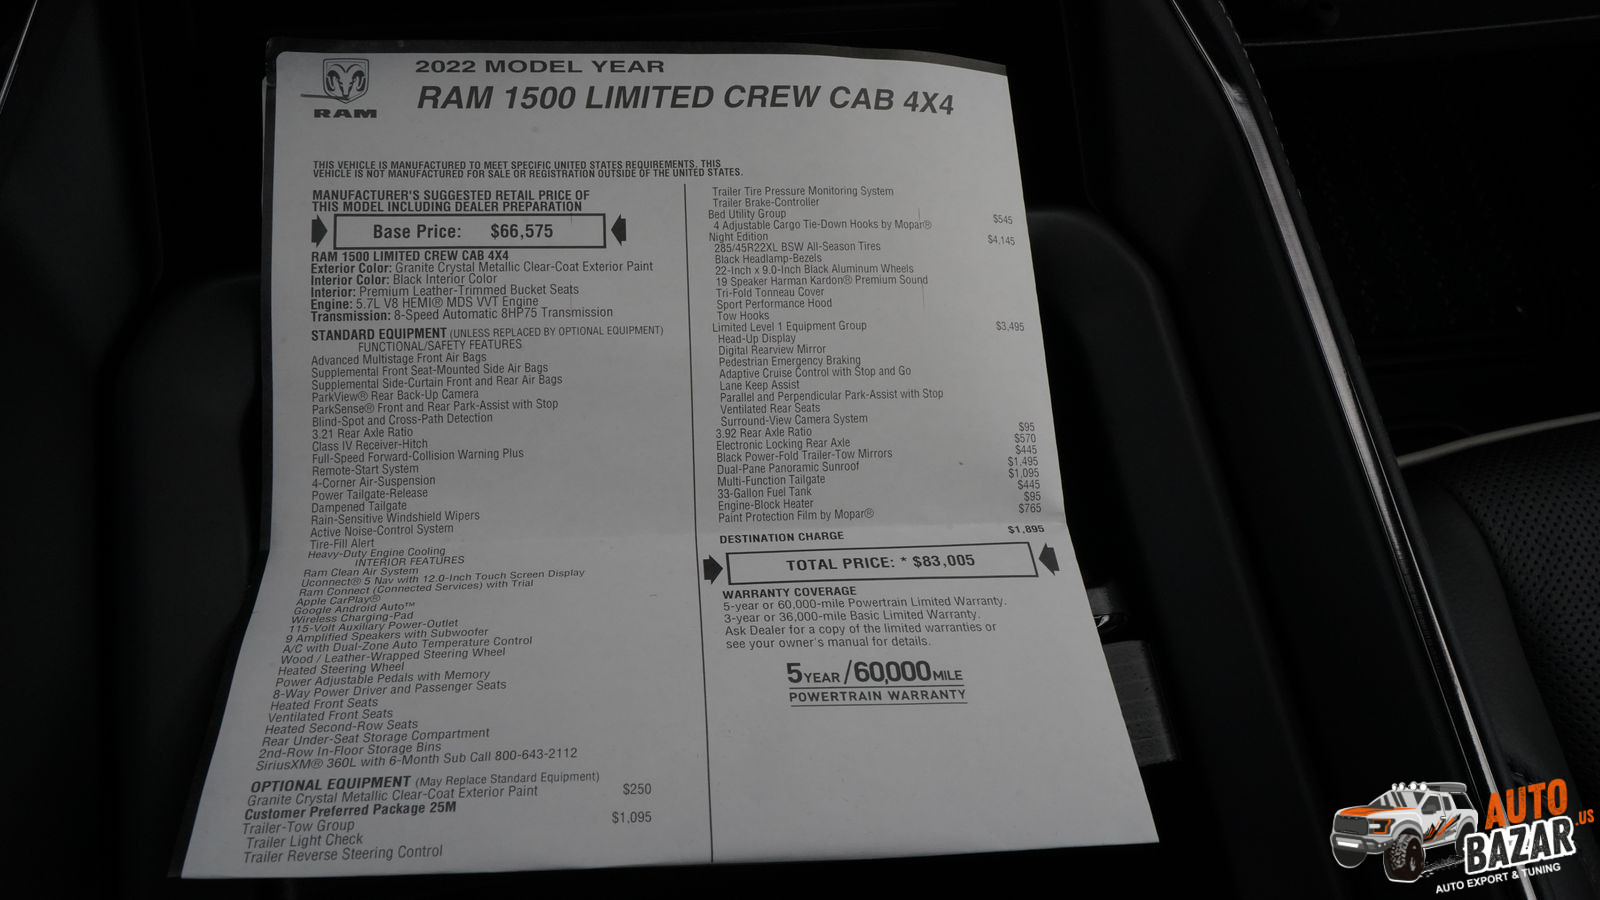 RAM
2022 MODEL YEAR
RAM 1500 LIMITED CREW CAB 4X4
THIS VEHICLE IS MANUFACTURED TO MEET SPECIFIC UNITED STATES REQUIREMENTS. THIS
VEHICLE IS NOT MANUFACTURED FOR SALE OR REGISTRATION OUTSIDE OF THE UNITED STATES.
MANUFACTURER'S SUGGESTED RETAIL PRICE OF
THIS MODEL INCLUDING DEALER PREPARATION
Base Price: $66,575
RAM 1500 LIMITED CREW CAB 4X4
Exterior Color: Granite Crystal Metallic Clear-Coat Exterior Paint
Interior Color: Black Interior Color
Interior: Premium Leather-Trimmed Bucket Seats
Engine: 5.7L V8 HEMI® MDS VVT Engine
Transmission: 8-Speed Automatic 8HP75 Transmission
STANDARD EQUIPMENT (UNLESS REPLACED BY OPTIONAL EQUIPMENT)
FUNCTIONAL/SAFETY FEATURES
Advanced Multistage Front Air Bags
Supplemental Front Seat-Mounted Side Air Bags
Supplemental Side-Curtain Front and Rear Air Bags
ParkView® Rear Back-Up Camera
ParkSense® Front and Rear Park-Assist with Stop
Blind-Spot and Cross-Path Detection
3.21 Rear Axle Ratio
Class IV Receiver-Hitch
Full-Speed Forward-Collision Warning Plus
Remote-Start System
4-Corner Air-Suspension
Power Tailgate-Release
Dampened Tailgate
Rain-Sensitive Windshield Wipers
Active Noise-Control System
Tire-Fill Alert
Heavy-Duty Engine Cooling
INTERIOR FEATURES
Ram Clean Air System
Uconnect® 5 Nav with 12.0-Inch Touch Screen Display
Ram Connect (Connected Services) with Trial
Apple CarPlay®
Google Android Auto™
Wireless Charging-Pad
115-Volt Auxiliary Power-Outlet
9 Amplified Speakers with Subwoofer
A/C with Dual-Zone Auto Temperature Control
Wood / Leather-Wrapped Steering Wheel
Heated Steering Wheel
Power Adjustable Pedals with Memory
8-Way Power Driver and Passenger Seats
Heated Front Seats
Ventilated Front Seats
Heated Second-Row Seats
Rear Under-Seat Storage Compartment
2nd-Row In-Floor Storage Bins
SiriusXM® 360L with 6-Month Sub Call 800-643-2112
OPTIONAL EQUIPMENT (May Replace Standard Equipment)
Granite Crystal Metallic Clear-Coat Exterior Paint $250
Customer Preferred Package 25M
Trailer-Tow Group $1,095
Trailer Light Check
Trailer Reverse Steering Control
Trailer Tire Pressure Monitoring System
Trailer Brake-Controller
Bed Utility Group $545
4 Adjustable Cargo Tie-Down Hooks by Mopar®
Night Edition $4,145
285/45R22XL BSW All-Season Tires
Black Headlamp-Bezels
22-Inch x 9.0-Inch Black Aluminum Wheels
19 Speaker Harman Kardon® Premium Sound
Tri-Fold Tonneau Cover
Sport Performance Hood
Tow Hooks
Limited Level 1 Equipment Group $3,495
Head-Up Display
Digital Rearview Mirror
Pedestrian Emergency Braking
Adaptive Cruise Control with Stop and Go
Lane Keep Assist
Parallel and Perpendicular Park-Assist with Stop
Ventilated Rear Seats
Surround-View Camera System
3.92 Rear Axle Ratio $95
Electronic Locking Rear Axle $570
Black Power-Fold Trailer-Tow Mirrors $445
Dual-Pane Panoramic Sunroof $1,495
Multi-Function Tailgate $1,095
33-Gallon Fuel Tank $445
Engine-Block Heater $95
Paint Protection Film by Mopar® $765
DESTINATION CHARGE $1,895
TOTAL PRICE: * $83,005
WARRANTY COVERAGE
5-year or 60,000-mile Powertrain Limited Warranty.
3-year or 36,000-mile Basic Limited Warranty.
Ask Dealer for a copy of the limited warranties or
see your owner's manual for details.
5 YEAR / 60,000 MILE
POWERTRAIN WARRANTY
AUTO
BAZAR.US
AUTO EXPORT & TUNING